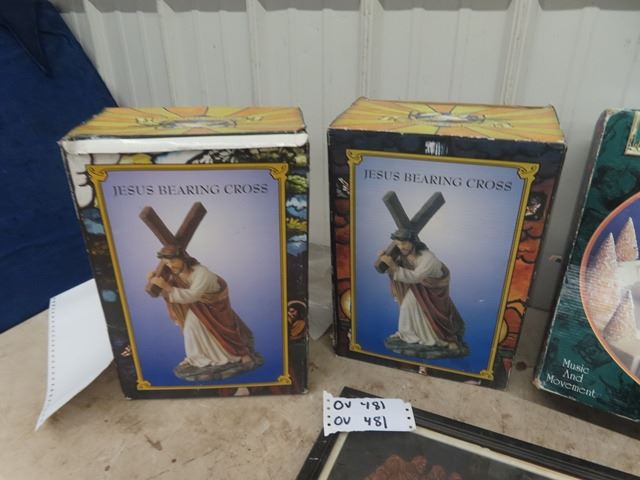 JESUS BEARING CROSS
JESUS BEARING CROSS
Music
And
Movement
OV 481
OV 481